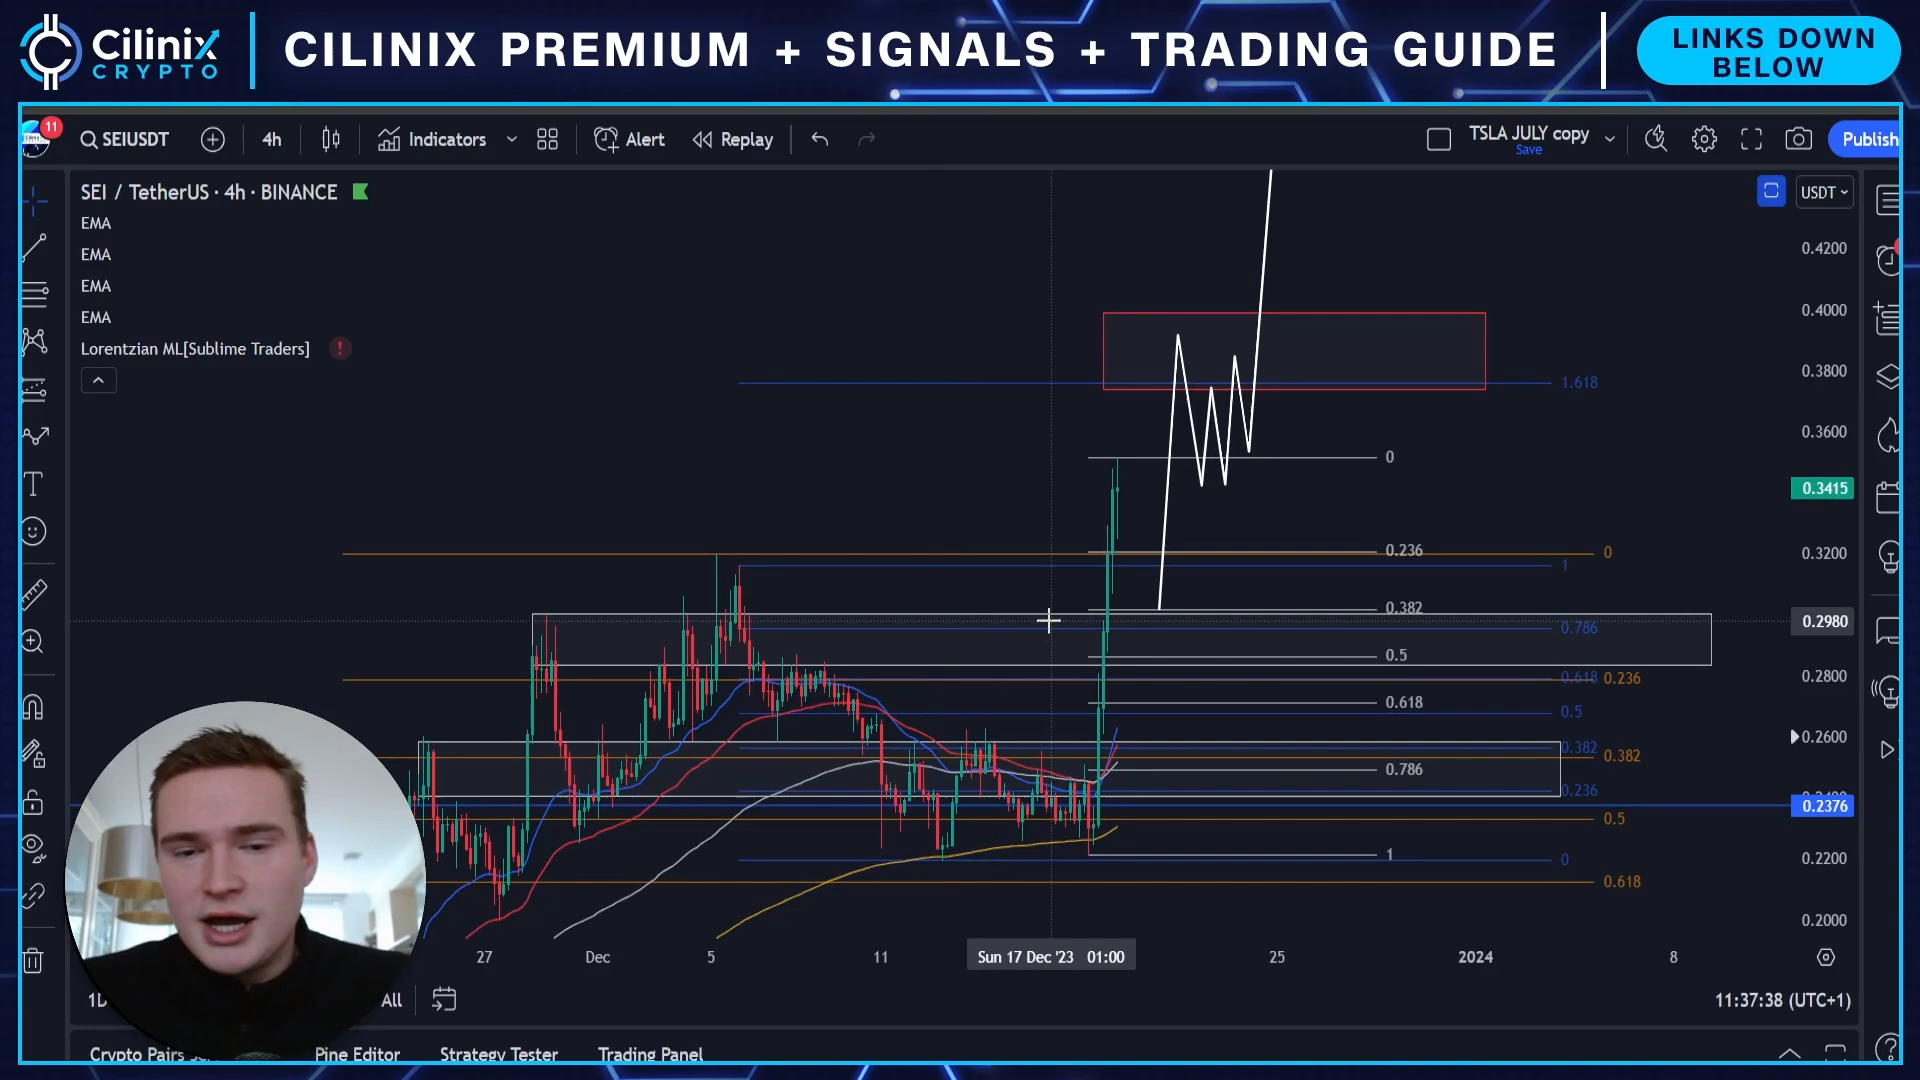 Cilinix
CRYPTO
CILINIX PREMIUM + SIGNALS + TRADING GUIDE
LINKS DOWN
BELOW
11
SEIUSDT
4h
Indicators
Alert
Replay
TSLA JULY copy
Save
Publish
SEI / TetherUS · 4h · BINANCE
USDT
EMA
EMA
EMA
EMA
Lorentzian ML[Sublime Traders]
0.4200
0.4000
0.3800
0.3600
0.3415
0.3200
0.2980
0.2800
0.2600
0.2376
0.2200
0.2000
1.618
0
0.236
0
1
0.382
0.786
0.5
0.618
0.236
0.618
0.5
0.382
0.382
0.786
0.236
0.5
1
0
0.618
27
Dec
5
11
Sun 17 Dec '23 01:00
25
2024
8
All
11:37:38 (UTC+1)
Crypto Pairs
Pine Editor
Strategy Tester
Trading Panel